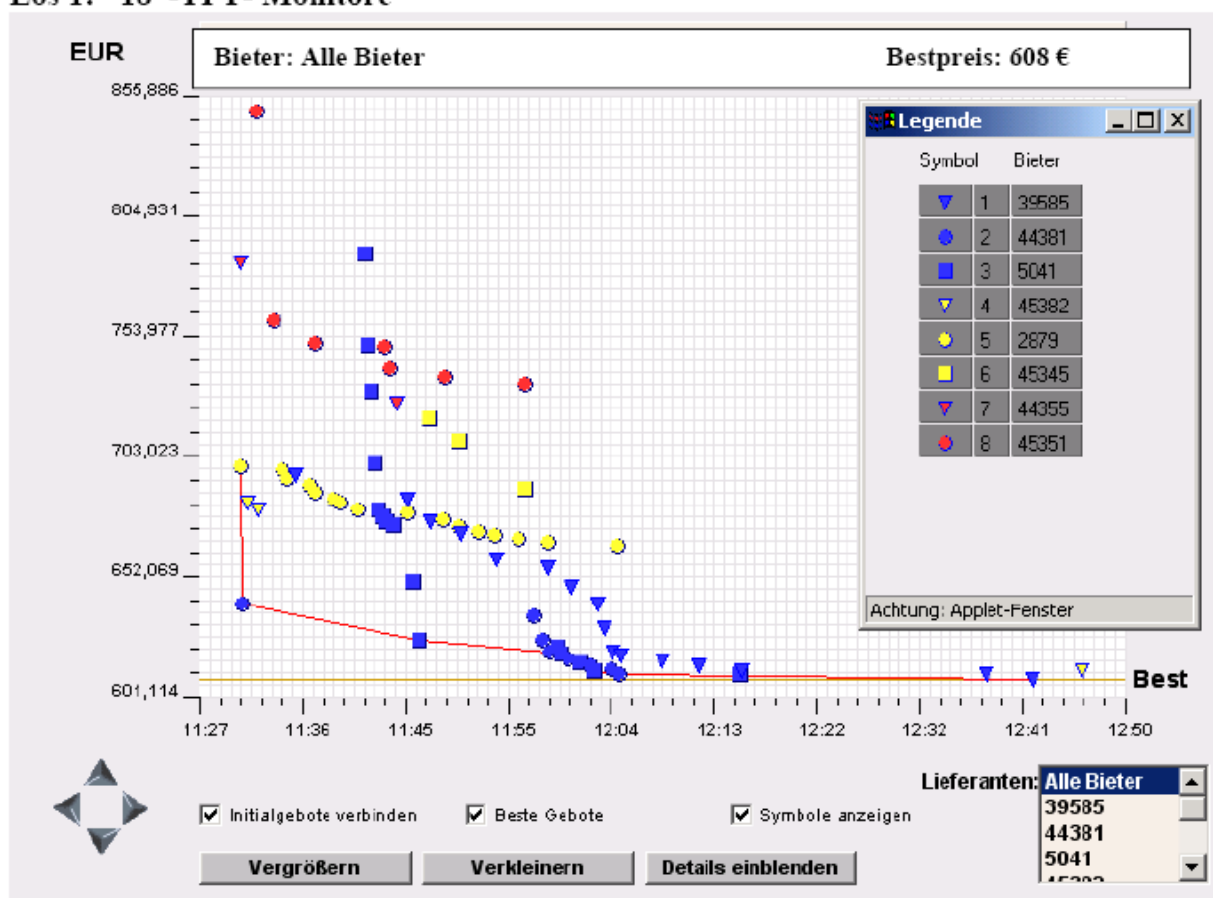 EUR
Bieter: Alle Bieter Bestpreis: 608 €
855,886
804,931
753,977
703,023
652,069
601,114
Best
11:27 11:36 11:45 11:55 12:04 12:13 12:22 12:32 12:41 12:50
Legende
Symbol Bieter
1 39585
2 44381
3 5041
4 45382
5 2879
6 45345
7 44355
8 45351
Achtung: Applet-Fenster
Lieferanten: Alle Bieter
39585
44381
5041
Initialgebote verbinden Beste Gebote Symbole anzeigen
Vergrößern Verkleinern Details einblenden